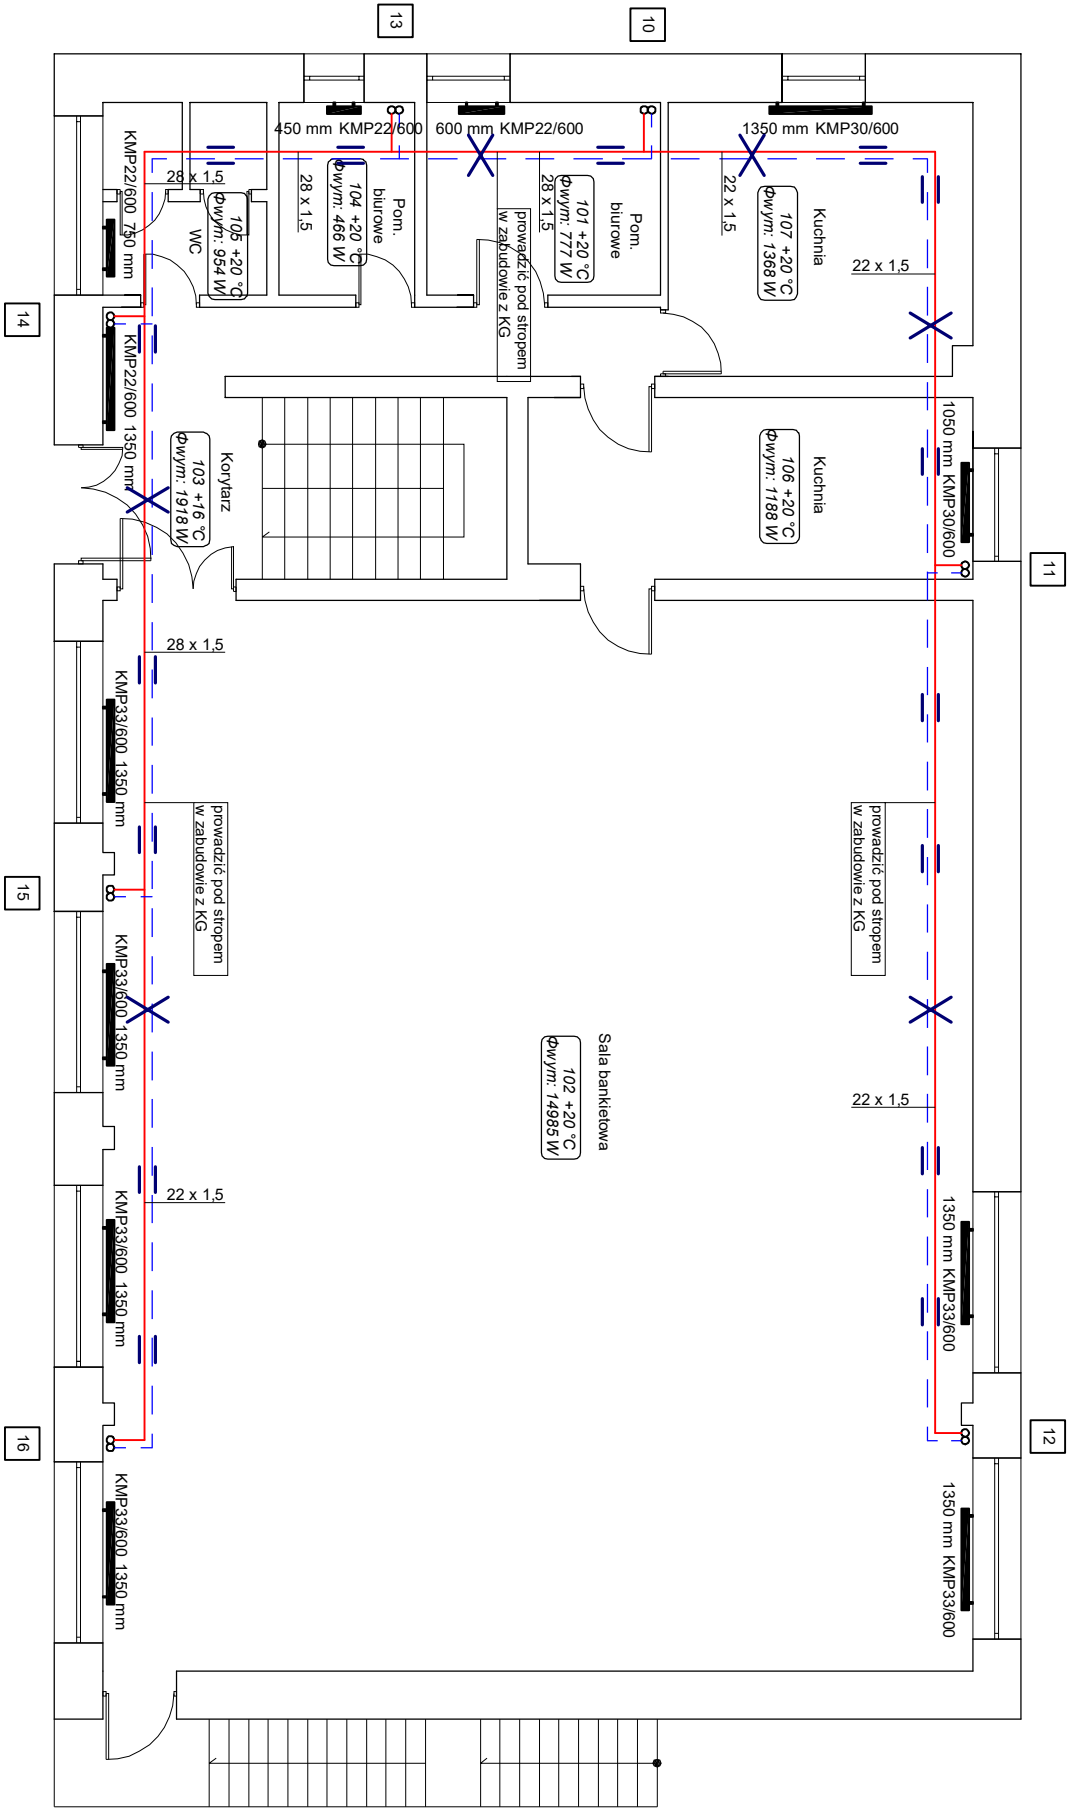 13
10
450 mm KMP22/600
600 mm KMP22/600
1350 mm KMP30/600
KMP22/600 750 mm
28 x 1,5
105 +20 °C
Φwym: 954 W
WC
28 x 1,5
104 +20 °C
Φwym: 466 W
Pom.
biurowe
prowadzić pod stropem
w zabudowie z KG
28 x 1,5
101 +20 °C
Φwym: 777 W
Pom.
biurowe
22 x 1,5
107 +20 °C
Φwym: 1368 W
Kuchnia
22 x 1,5
14
KMP22/600 1350 mm
103 +16 °C
Φwym: 1918 W
Korytarz
106 +20 °C
Φwym: 1188 W
Kuchnia
1050 mm KMP30/600
11
28 x 1,5
KMP33/600 1350 mm
prowadzić pod stropem
w zabudowie z KG
prowadzić pod stropem
w zabudowie z KG
15
KMP33/600 1350 mm
102 +20 °C
Φwym: 14985 W
Sala bankietowa
22 x 1,5
22 x 1,5
KMP33/600 1350 mm
1350 mm KMP33/600
16
12
KMP33/600 1350 mm
1350 mm KMP33/600